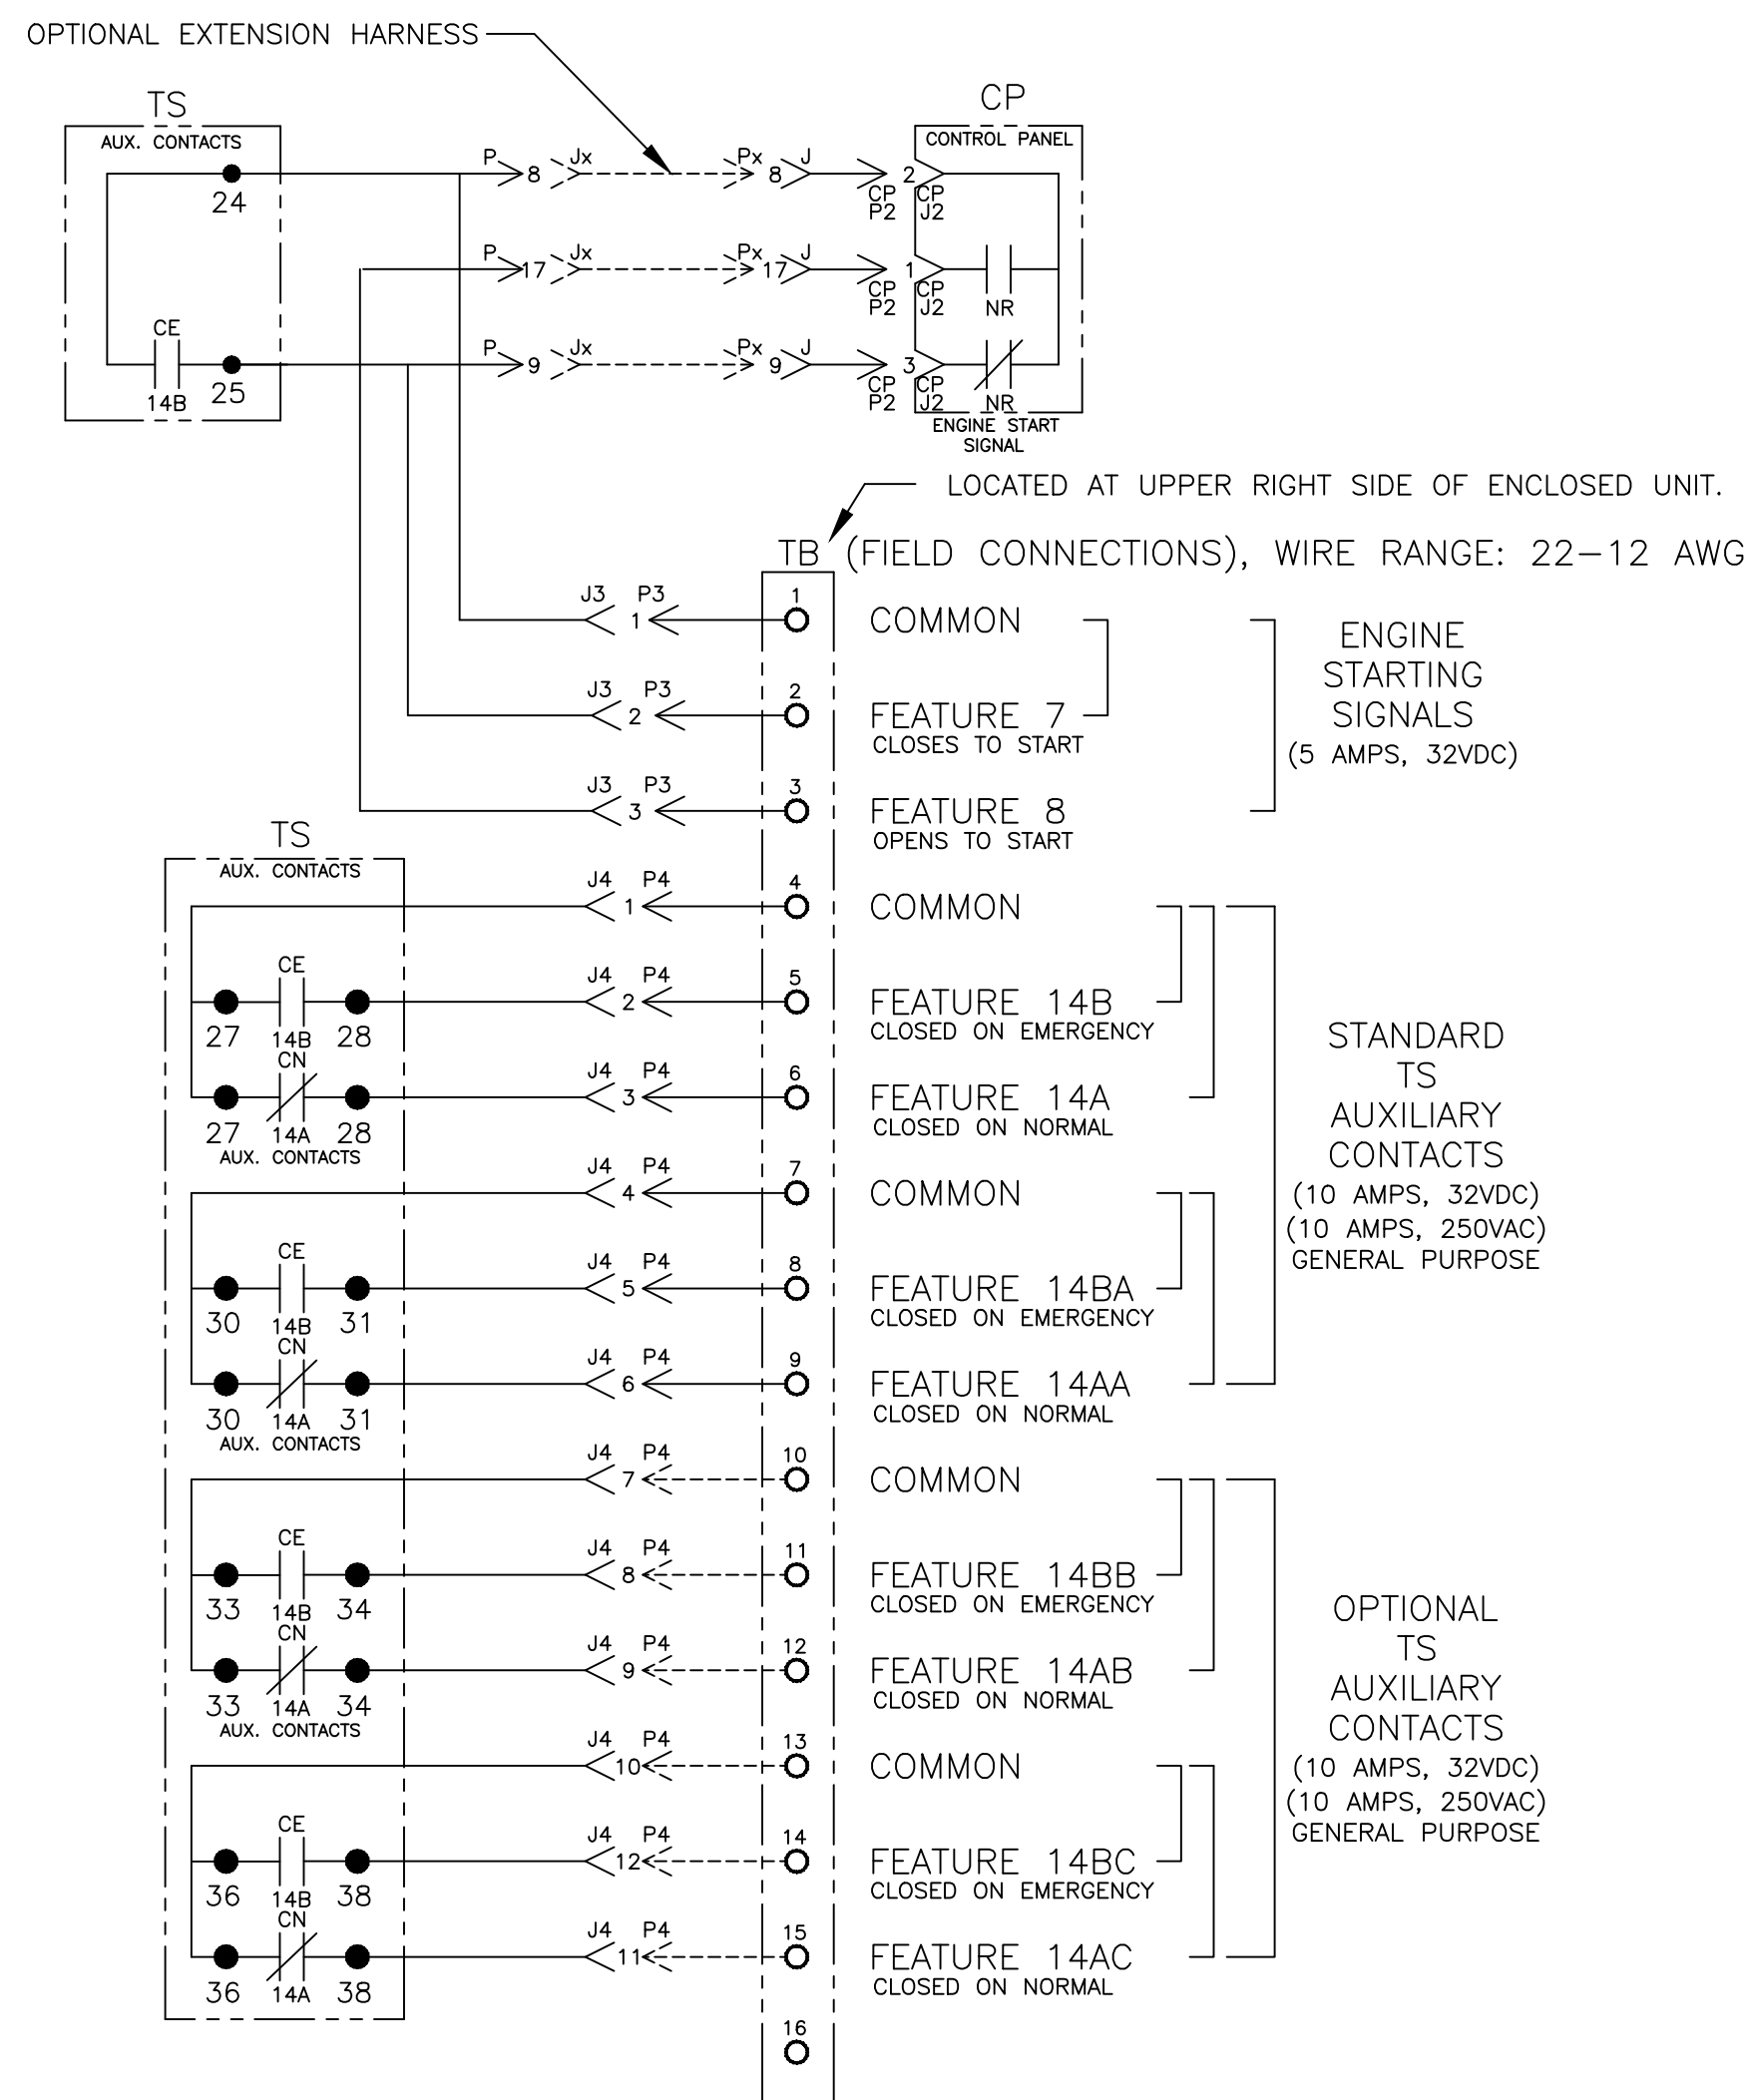 OPTIONAL EXTENSION HARNESS
TS
AUX. CONTACTS
24
CE
14B
25
P 8 Jx Px 8 J
P 17 Jx Px 17 J
P 9 Jx Px 9 J
CP
CONTROL PANEL
2
CP CP
P2 J2
1
CP CP
P2 J2
NR
3
CP CP
P2 J2
NR
ENGINE START
SIGNAL
LOCATED AT UPPER RIGHT SIDE OF ENCLOSED UNIT.
TB (FIELD CONNECTIONS), WIRE RANGE: 22-12 AWG
J3 1 P3 1 COMMON
J3 2 P3 2 FEATURE 7
CLOSES TO START
J3 3 P3 3 FEATURE 8
OPENS TO START
ENGINE
STARTING
SIGNALS
(5 AMPS, 32VDC)
TS
AUX. CONTACTS
J4 1 P4 4 COMMON
CE
27 14B 28
J4 2 P4 5 FEATURE 14B
CLOSED ON EMERGENCY
CN
27 14A 28
J4 3 P4 6 FEATURE 14A
CLOSED ON NORMAL
AUX. CONTACTS
J4 4 P4 7 COMMON
CE
30 14B 31
J4 5 P4 8 FEATURE 14BA
CLOSED ON EMERGENCY
CN
30 14A 31
J4 6 P4 9 FEATURE 14AA
CLOSED ON NORMAL
STANDARD
TS
AUXILIARY
CONTACTS
(10 AMPS, 32VDC)
(10 AMPS, 250VAC)
GENERAL PURPOSE
AUX. CONTACTS
J4 7 P4 10 COMMON
CE
33 14B 34
J4 8 P4 11 FEATURE 14BB
CLOSED ON EMERGENCY
CN
33 14A 34
J4 9 P4 12 FEATURE 14AB
CLOSED ON NORMAL
AUX. CONTACTS
J4 10 P4 13 COMMON
CE
36 14B 38
J4 12 P4 14 FEATURE 14BC
CLOSED ON EMERGENCY
CN
36 14A 38
J4 11 P4 15 FEATURE 14AC
CLOSED ON NORMAL
OPTIONAL
TS
AUXILIARY
CONTACTS
(10 AMPS, 32VDC)
(10 AMPS, 250VAC)
GENERAL PURPOSE
16